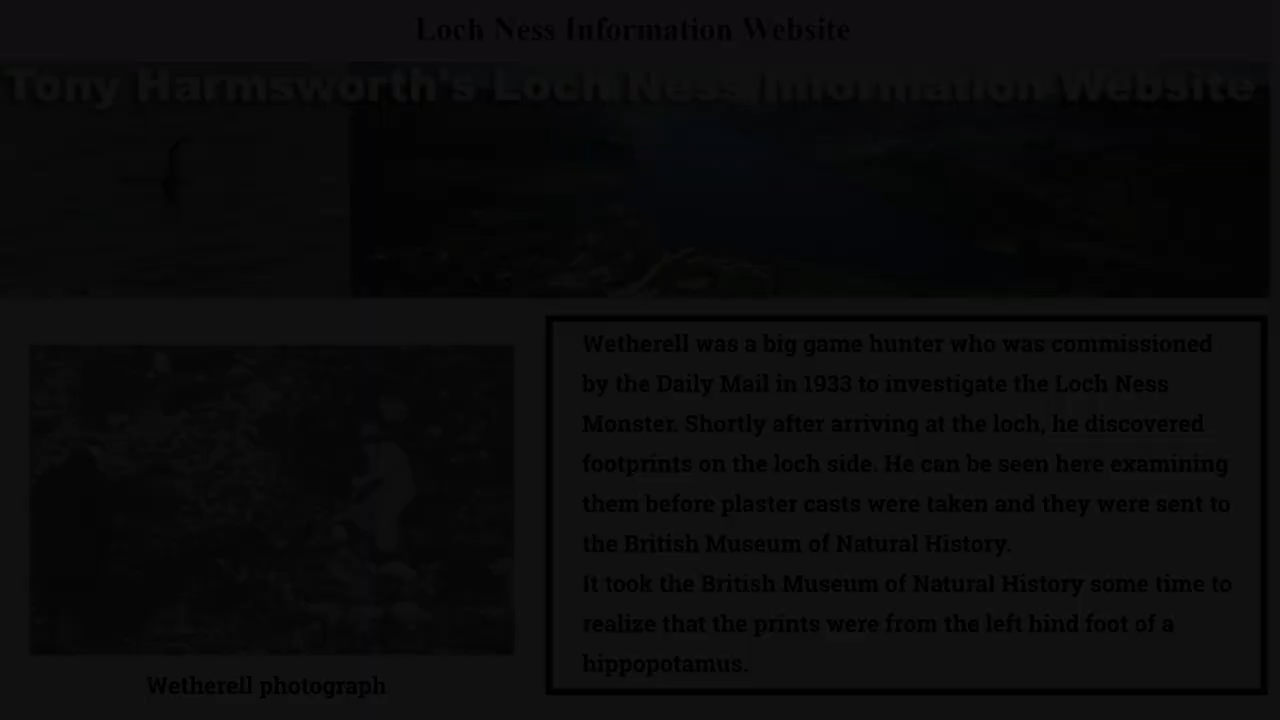 Loch Ness Information Website
Tony Harmsworth's Loch Ness Information Website
Wetherell was a big game hunter who was commissioned
by the Daily Mail in 1933 to investigate the Loch Ness
Monster. Shortly after arriving at the loch, he discovered
footprints on the loch side. He can be seen here examining
them before plaster casts were taken and they were sent to
the British Museum of Natural History.
It took the British Museum of Natural History some time to
realize that the prints were from the left hind foot of a
hippopotamus.
Wetherell photograph